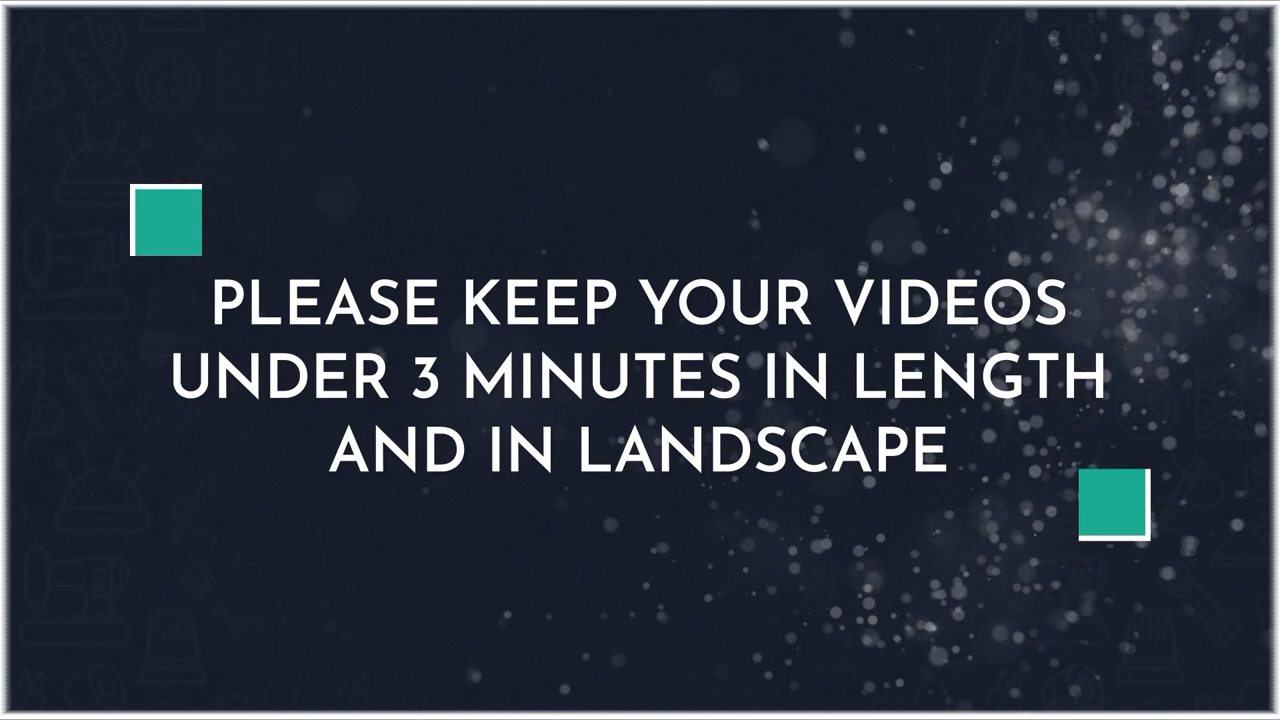 PLEASE KEEP YOUR VIDEOS
UNDER 3 MINUTES IN LENGTH
AND IN LANDSCAPE